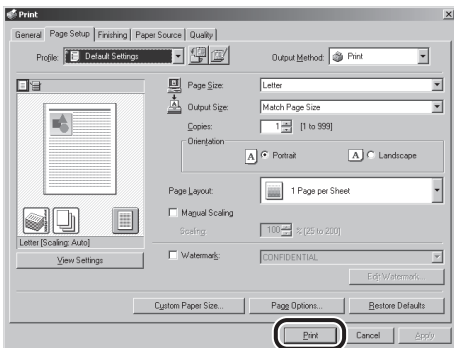 Print
General Page Setup Finishing Paper Source Quality
Profile: Default Settings Output Method: Print
Page Size: Letter
Output Size: Match Page Size
Copies: 1 [1 to 999]
Orientation
A Portrait A Landscape
Page Layout: 1 Page per Sheet
Manual Scaling
Scaling: 100 % [25 to 200]
Letter [Scaling: Auto]
View Settings
Watermark: CONFIDENTIAL
Edit Watermark...
Custom Paper Size... Page Options... Restore Defaults
Print Cancel Apply